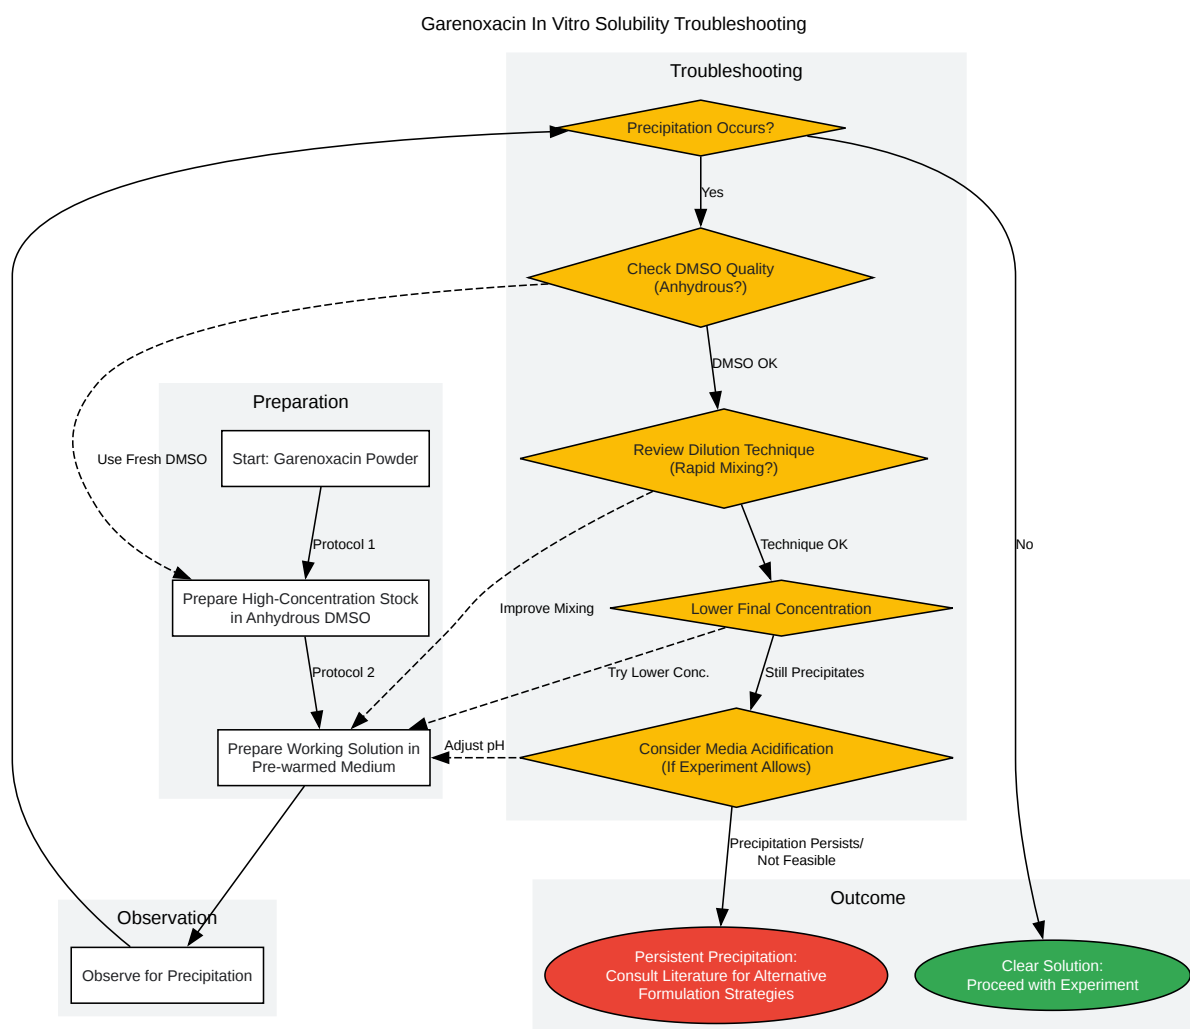 Garenoxacin In Vitro Solubility Troubleshooting
Troubleshooting
Precipitation Occurs?
Yes
Check DMSO Quality
(Anhydrous?)
DMSO OK
Preparation
Use Fresh DMSO
Start: Garenoxacin Powder
Review Dilution Technique
(Rapid Mixing?)
Protocol 1
Technique OK
No
Prepare High-Concentration Stock
in Anhydrous DMSO
Improve Mixing
Lower Final Concentration
Protocol 2
Try Lower Conc.
Still Precipitates
Prepare Working Solution in
Pre-warmed Medium
Adjust pH
Consider Media Acidification
(If Experiment Allows)
Precipitation Persists/
Not Feasible
Observation
Observe for Precipitation
Outcome
Persistent Precipitation:
Consult Literature for Alternative
Formulation Strategies
Clear Solution:
Proceed with Experiment